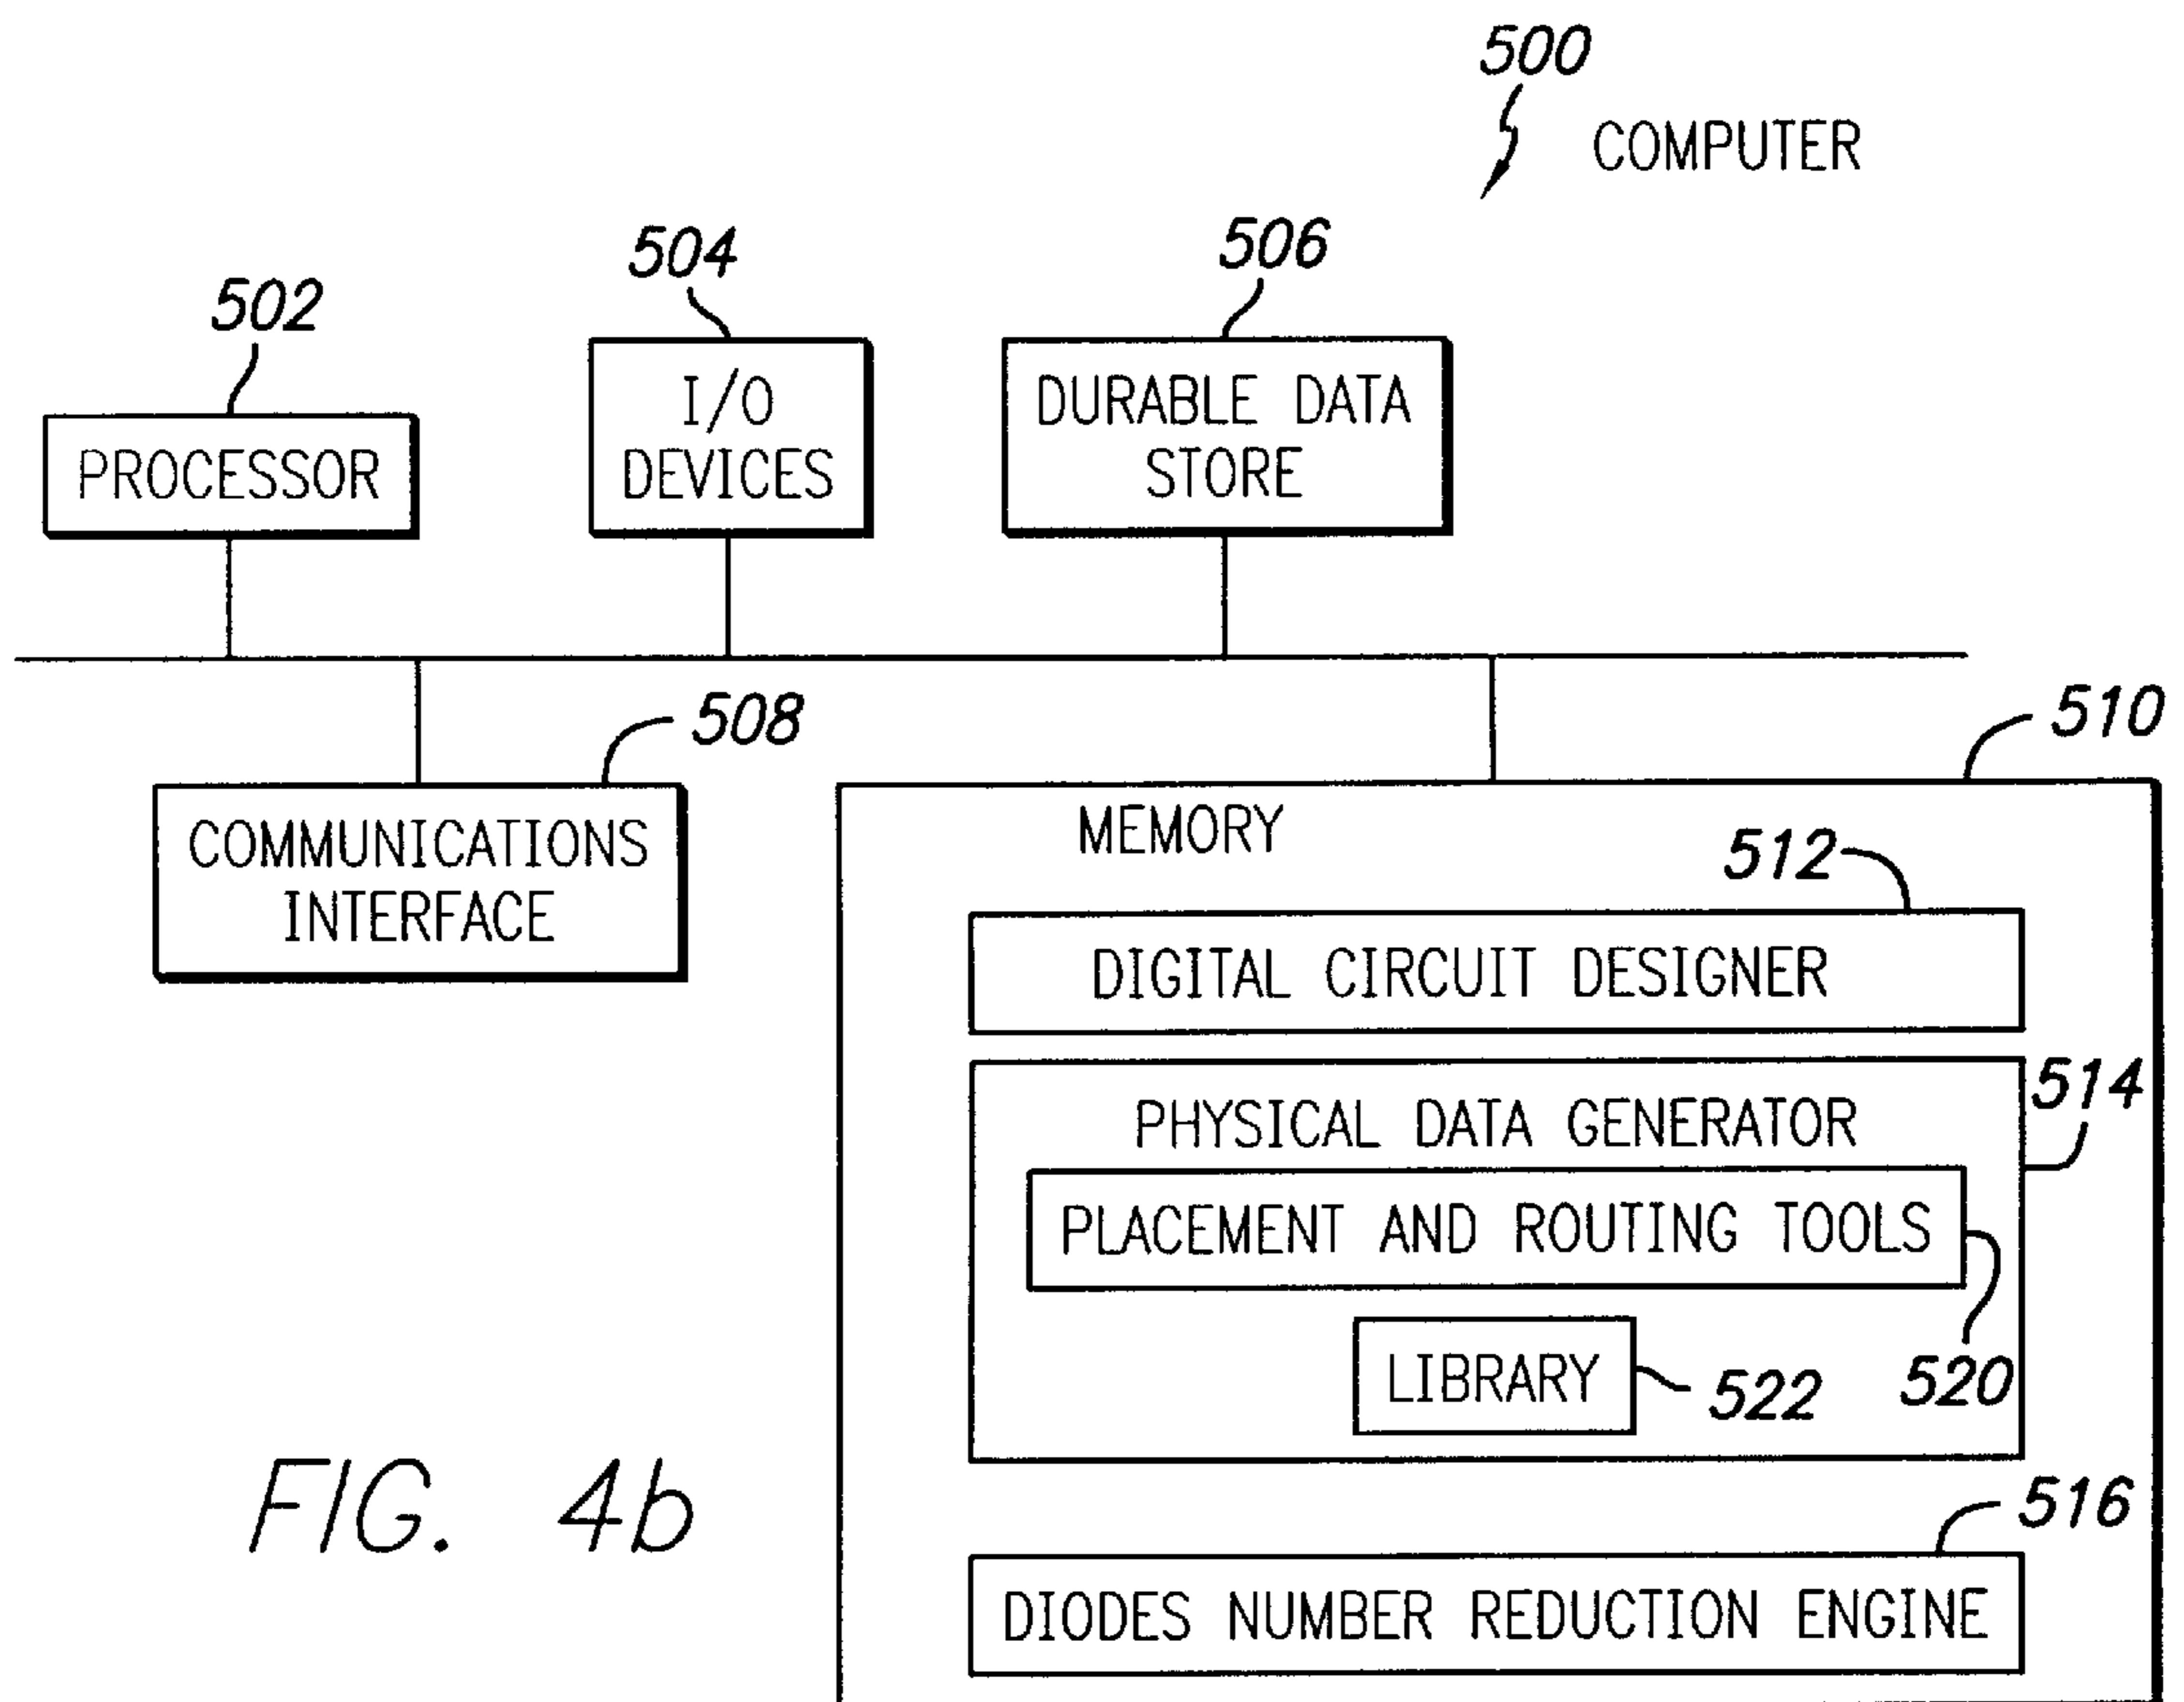 500
COMPUTER
502
504
506
PROCESSOR
I/O
DEVICES
DURABLE DATA
STORE
508
510
COMMUNICATIONS
INTERFACE
MEMORY
512
DIGITAL CIRCUIT DESIGNER
514
PHYSICAL DATA GENERATOR
PLACEMENT AND ROUTING TOOLS
520
LIBRARY
522
516
DIODES NUMBER REDUCTION ENGINE
FIG. 4b